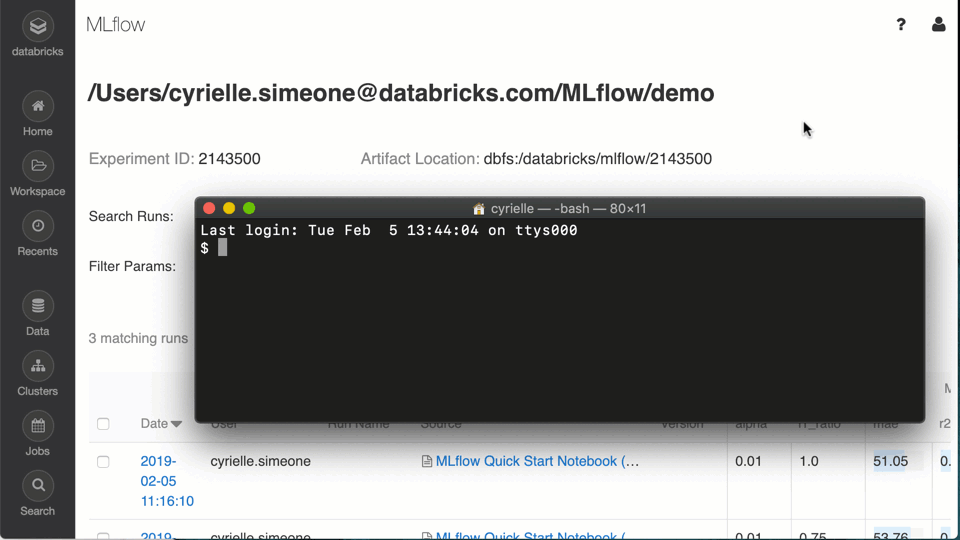 databricks
Home
Workspace
Recents
Data
Clusters
Jobs
Search
MLflow
?
/Users/cyrielle.simeone@databricks.com/MLflow/demo
Experiment ID: 2143500 Artifact Location: dbfs:/databricks/mlflow/2143500
Search Runs:
Filter Params:
cyrielle — -bash — 80×11
Last login: Tue Feb  5 13:44:04 on ttys000
$
3 matching runs
Date User Run Name Source Version alpha l1_ratio mae r2
2019-02-05 11:16:10 cyrielle.simeone MLflow Quick Start Notebook (… 0.01 1.0 51.05 0.
2019- cyrielle.simeone MLflow Quick Start Notebook (… 0.01 0.75 53.76 0.